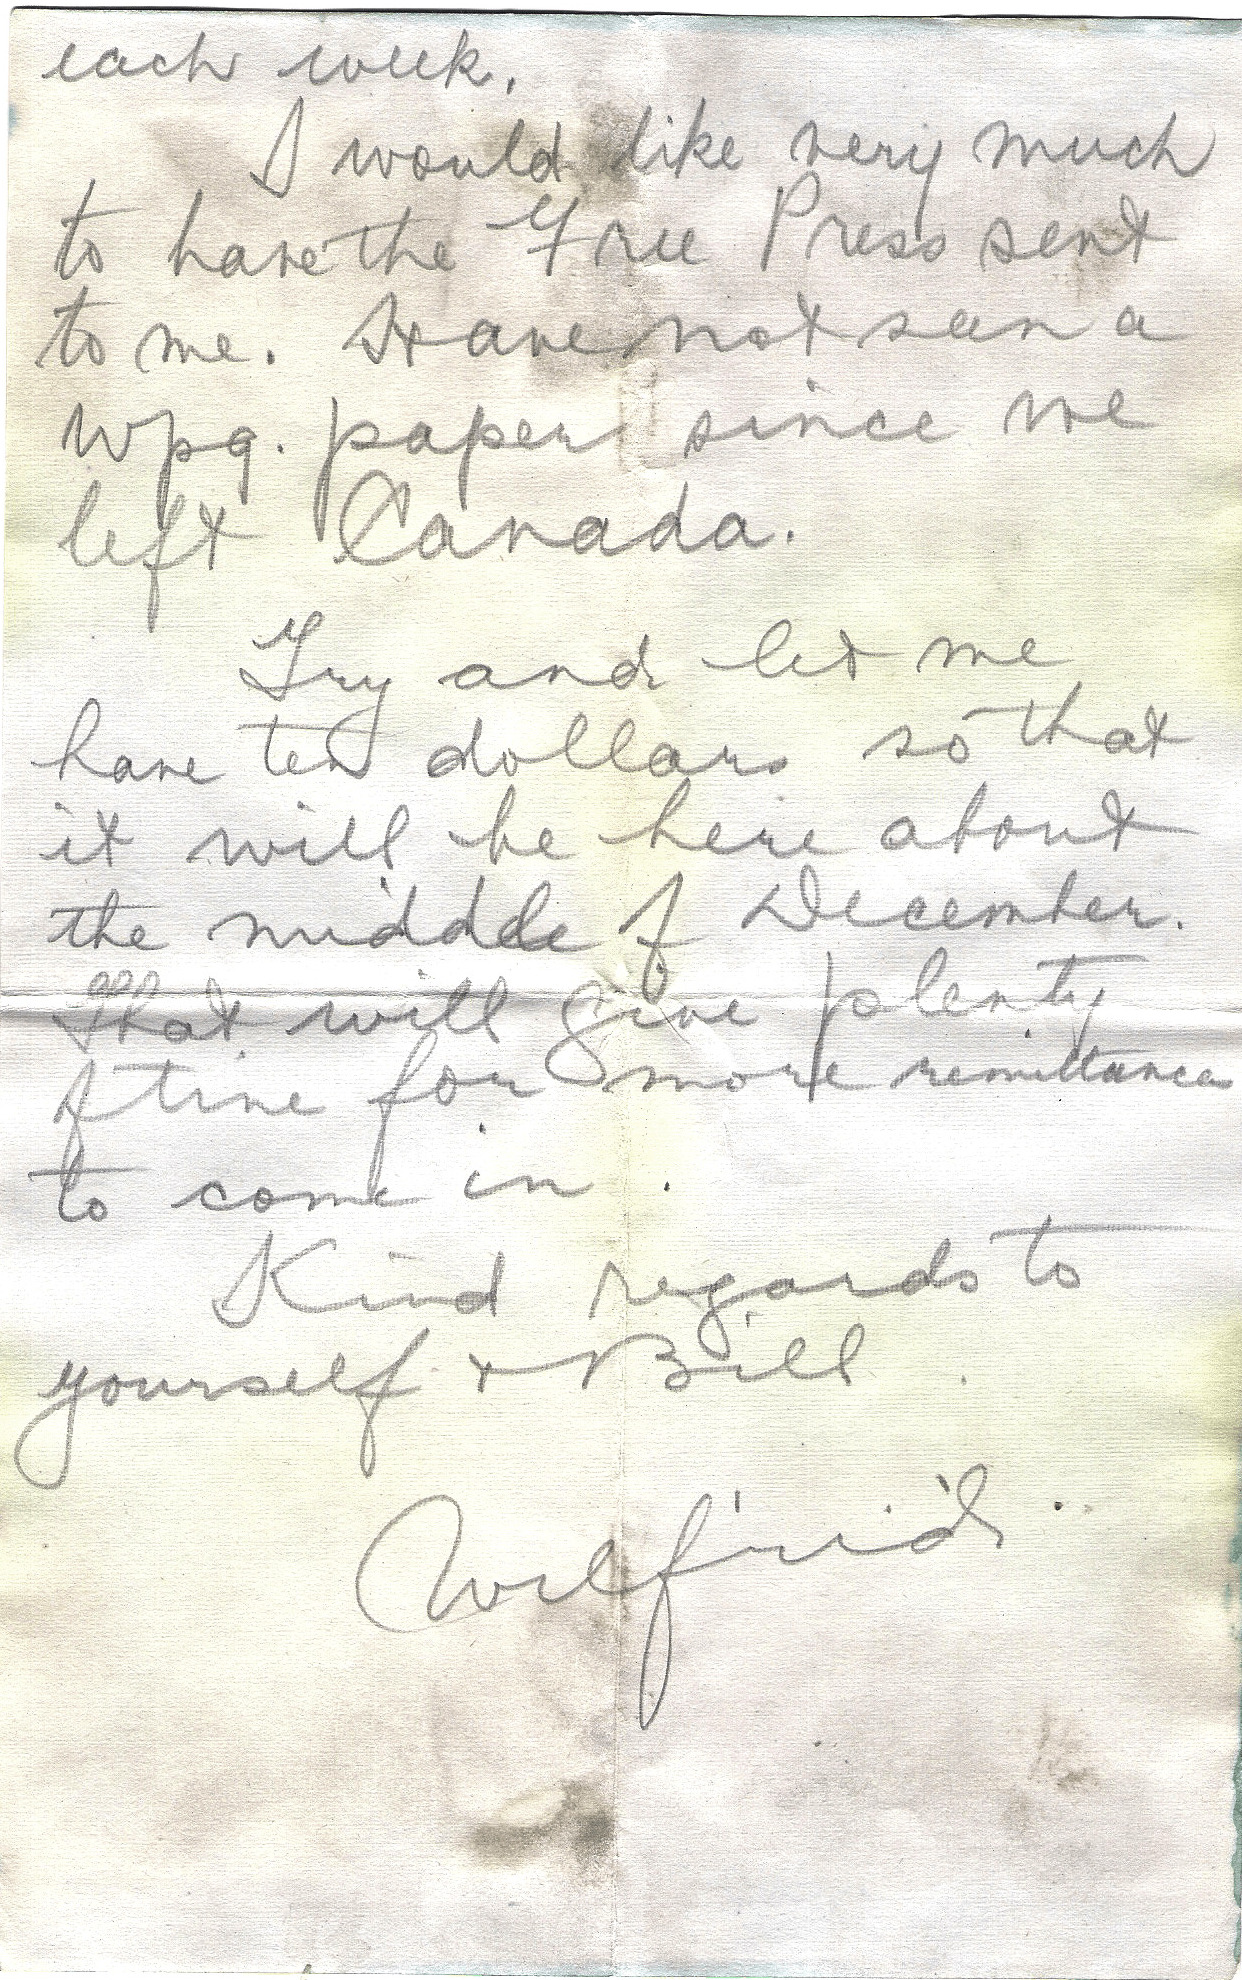 each week.
I would like very much
to have the Free Press sent
to me. Have not seen a
Wpg. paper since we
left Canada.
Try and let me
have ten dollars so that
it will be here about
the middle of December.
That will give plenty
of time for more remittances
to come in.
Kind regards to
yourself + Bill.
Wilfrid.